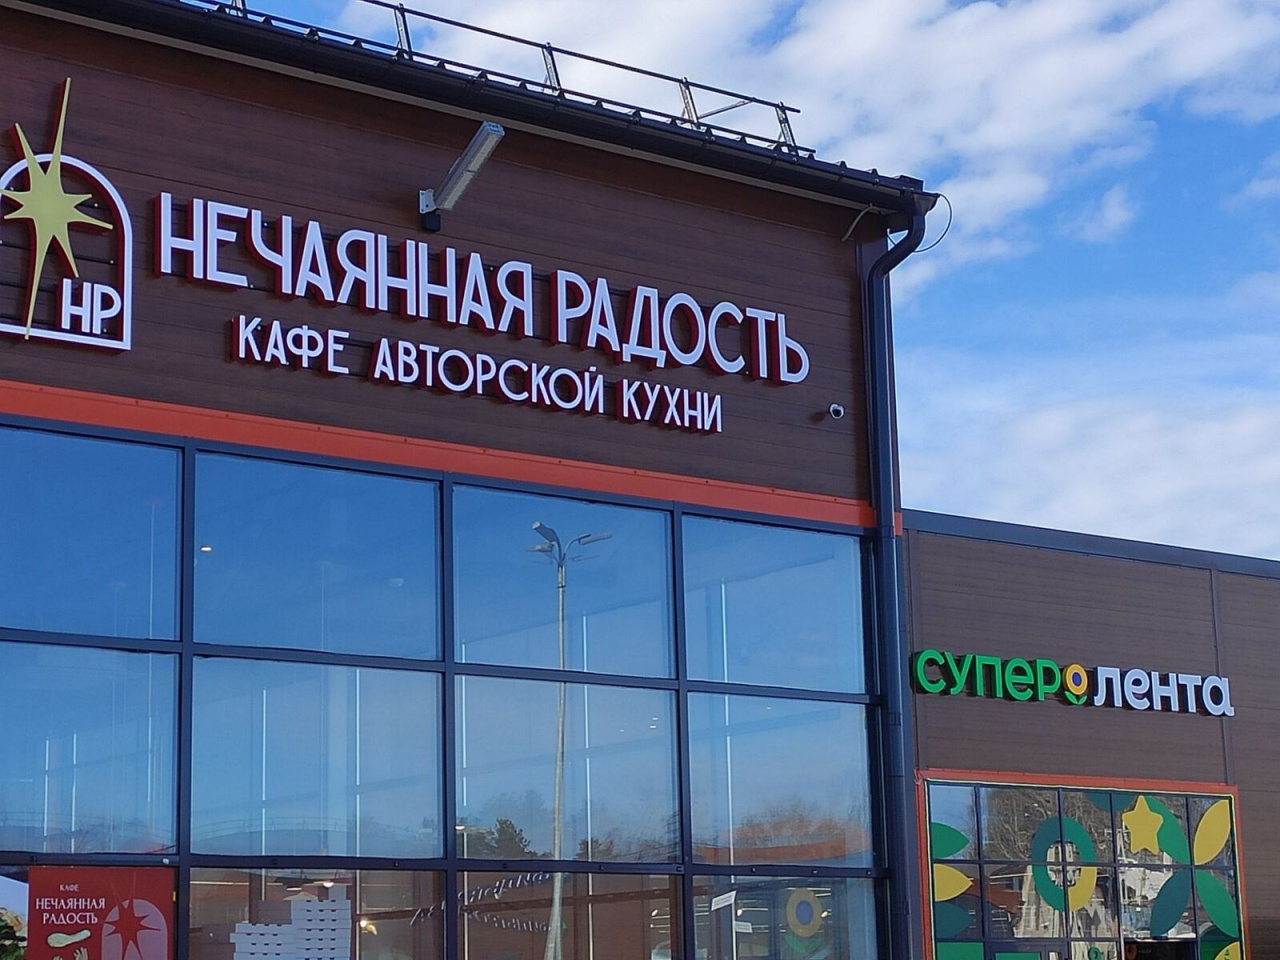 НЕЧАЯННАЯ РАДОСТЬ
КАФЕ АВТОРСКОЙ КУХНИ
НР
СУПЕР ЛЕНТА
КАФЕ
НЕЧАЯННАЯ
РАДОСТЬ